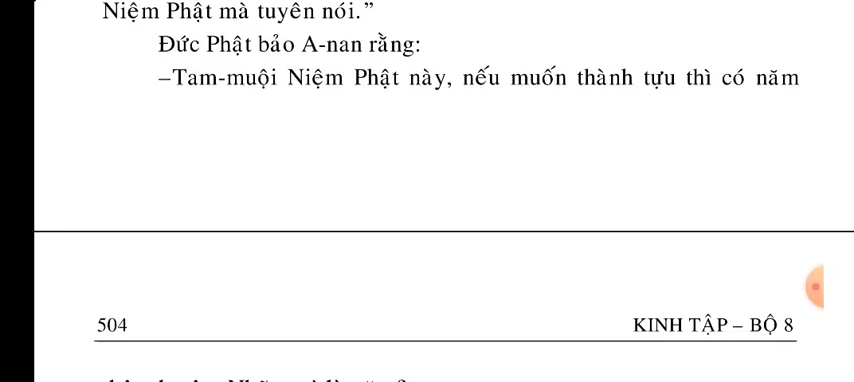 Niệm Phật mà tuyên nói.”
Đức Phật bảo A-nan rằng:
–Tam-muội Niệm Phật này, nếu muốn thành tựu thì có năm
504
KINH TẬP – BỘ 8